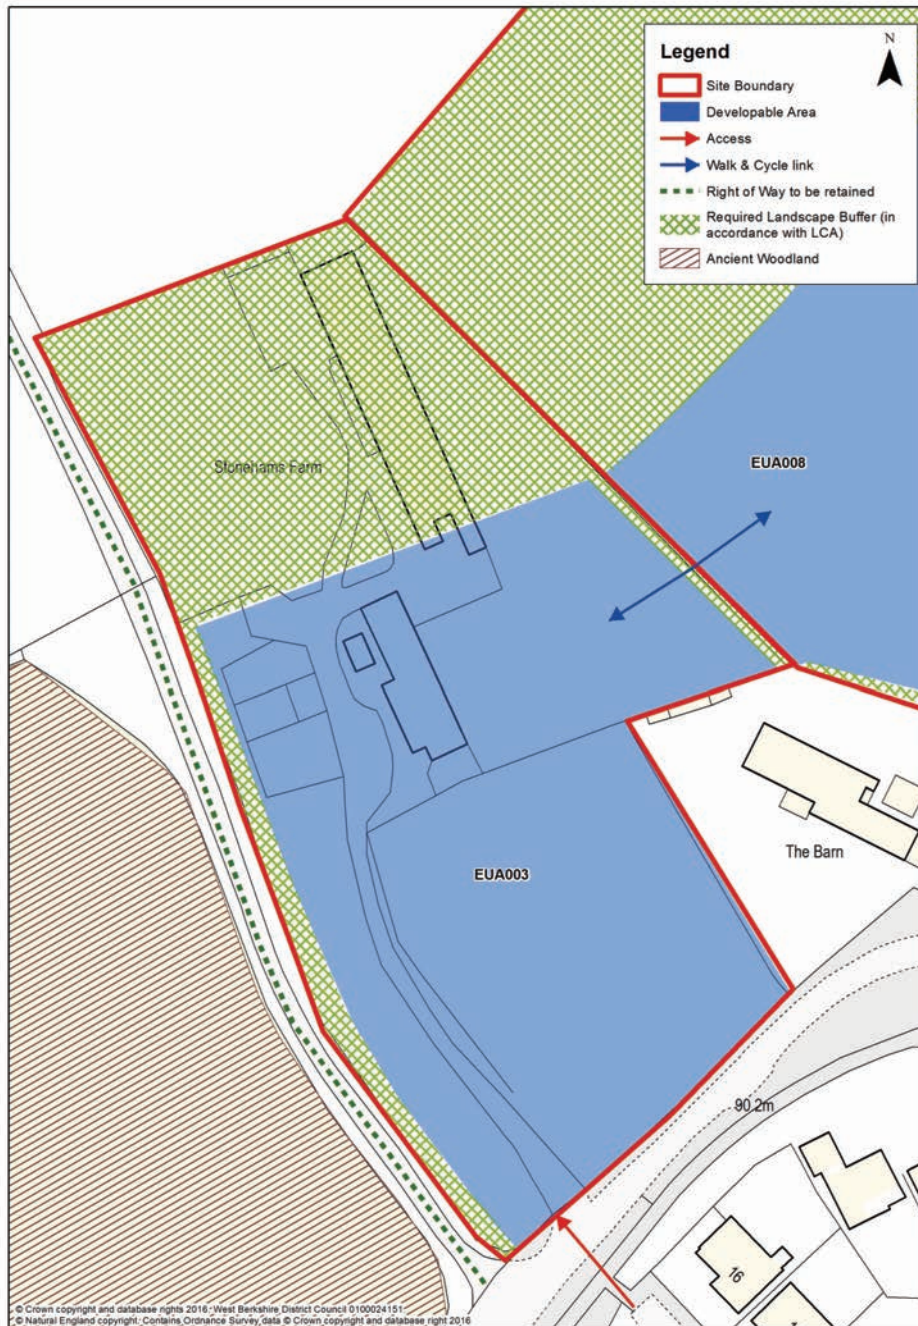 N
Legend
Site Boundary
Developable Area
Access
Walk & Cycle link
Right of Way to be retained
Required Landscape Buffer (in
accordance with LCA)
Ancient Woodland
Stonehams Farm
EUA008
The Barn
EUA003
90.2m
16
© Crown copyright and database rights 2016. West Berkshire District Council 0100024151.
© Natural England copyright. Contains Ordnance Survey data © Crown copyright and database right 2016